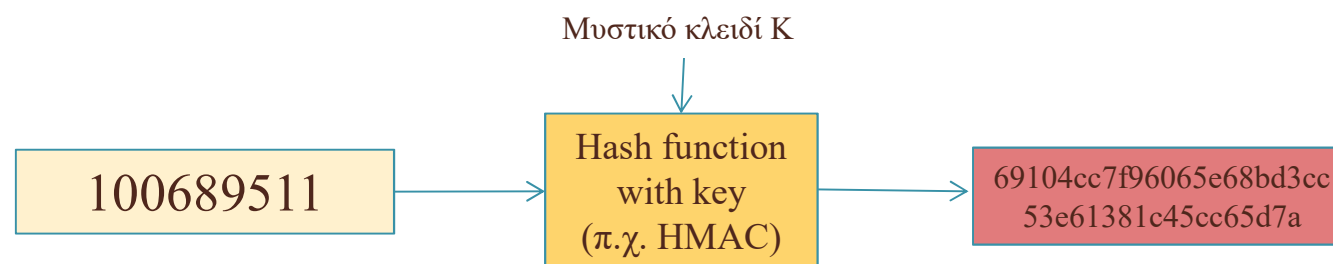 Μυστικό κλειδί Κ
100689511
Hash function
with key
(π.χ. HMAC)
69104cc7f96065e68bd3cc
53e61381c45cc65d7a